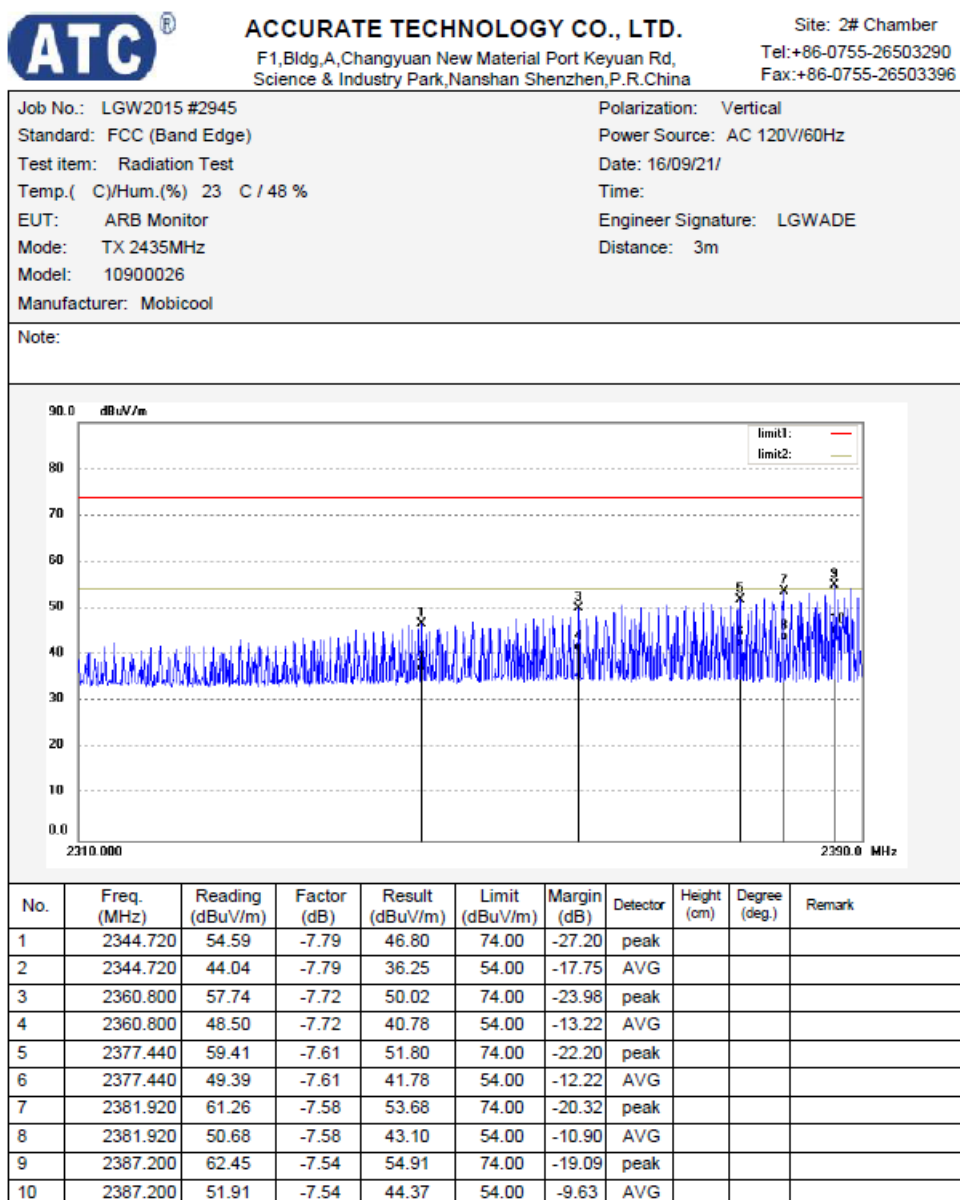 ATC ®
ACCURATE TECHNOLOGY CO., LTD.
F1,Bldg,A,Changyuan New Material Port Keyuan Rd,
Science & Industry Park,Nanshan Shenzhen,P.R.China
Site: 2# Chamber
Tel:+86-0755-26503290
Fax:+86-0755-26503396
Job No.: LGW2015 #2945
Standard: FCC (Band Edge)
Test item: Radiation Test
Temp.( C)/Hum.(%) 23 C / 48 %
EUT: ARB Monitor
Mode: TX 2435MHz
Model: 10900026
Manufacturer: Mobicool
Polarization: Vertical
Power Source: AC 120V/60Hz
Date: 16/09/21/
Time:
Engineer Signature: LGWADE
Distance: 3m
Note:
90.0 dBuV/m
limit1:
limit2:
80
70
60
50
40
30
20
10
0.0
1
3
5
7
9
2310.000 2390.0 MHz
No. Freq. (MHz) Reading (dBuV/m) Factor (dB) Result (dBuV/m) Limit (dBuV/m) Margin (dB) Detector Height (cm) Degree (deg.) Remark
1 2344.720 54.59 -7.79 46.80 74.00 -27.20 peak
2 2344.720 44.04 -7.79 36.25 54.00 -17.75 AVG
3 2360.800 57.74 -7.72 50.02 74.00 -23.98 peak
4 2360.800 48.50 -7.72 40.78 54.00 -13.22 AVG
5 2377.440 59.41 -7.61 51.80 74.00 -22.20 peak
6 2377.440 49.39 -7.61 41.78 54.00 -12.22 AVG
7 2381.920 61.26 -7.58 53.68 74.00 -20.32 peak
8 2381.920 50.68 -7.58 43.10 54.00 -10.90 AVG
9 2387.200 62.45 -7.54 54.91 74.00 -19.09 peak
10 2387.200 51.91 -7.54 44.37 54.00 -9.63 AVG